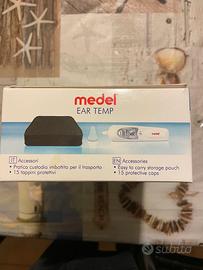 medel
EAR TEMP
IT Accessori
• Pratica custodia imbottita per il trasporto
• 15 tappini protettivi
EN Accessories
• Easy to carry storage pouch
• 15 protective caps
subito